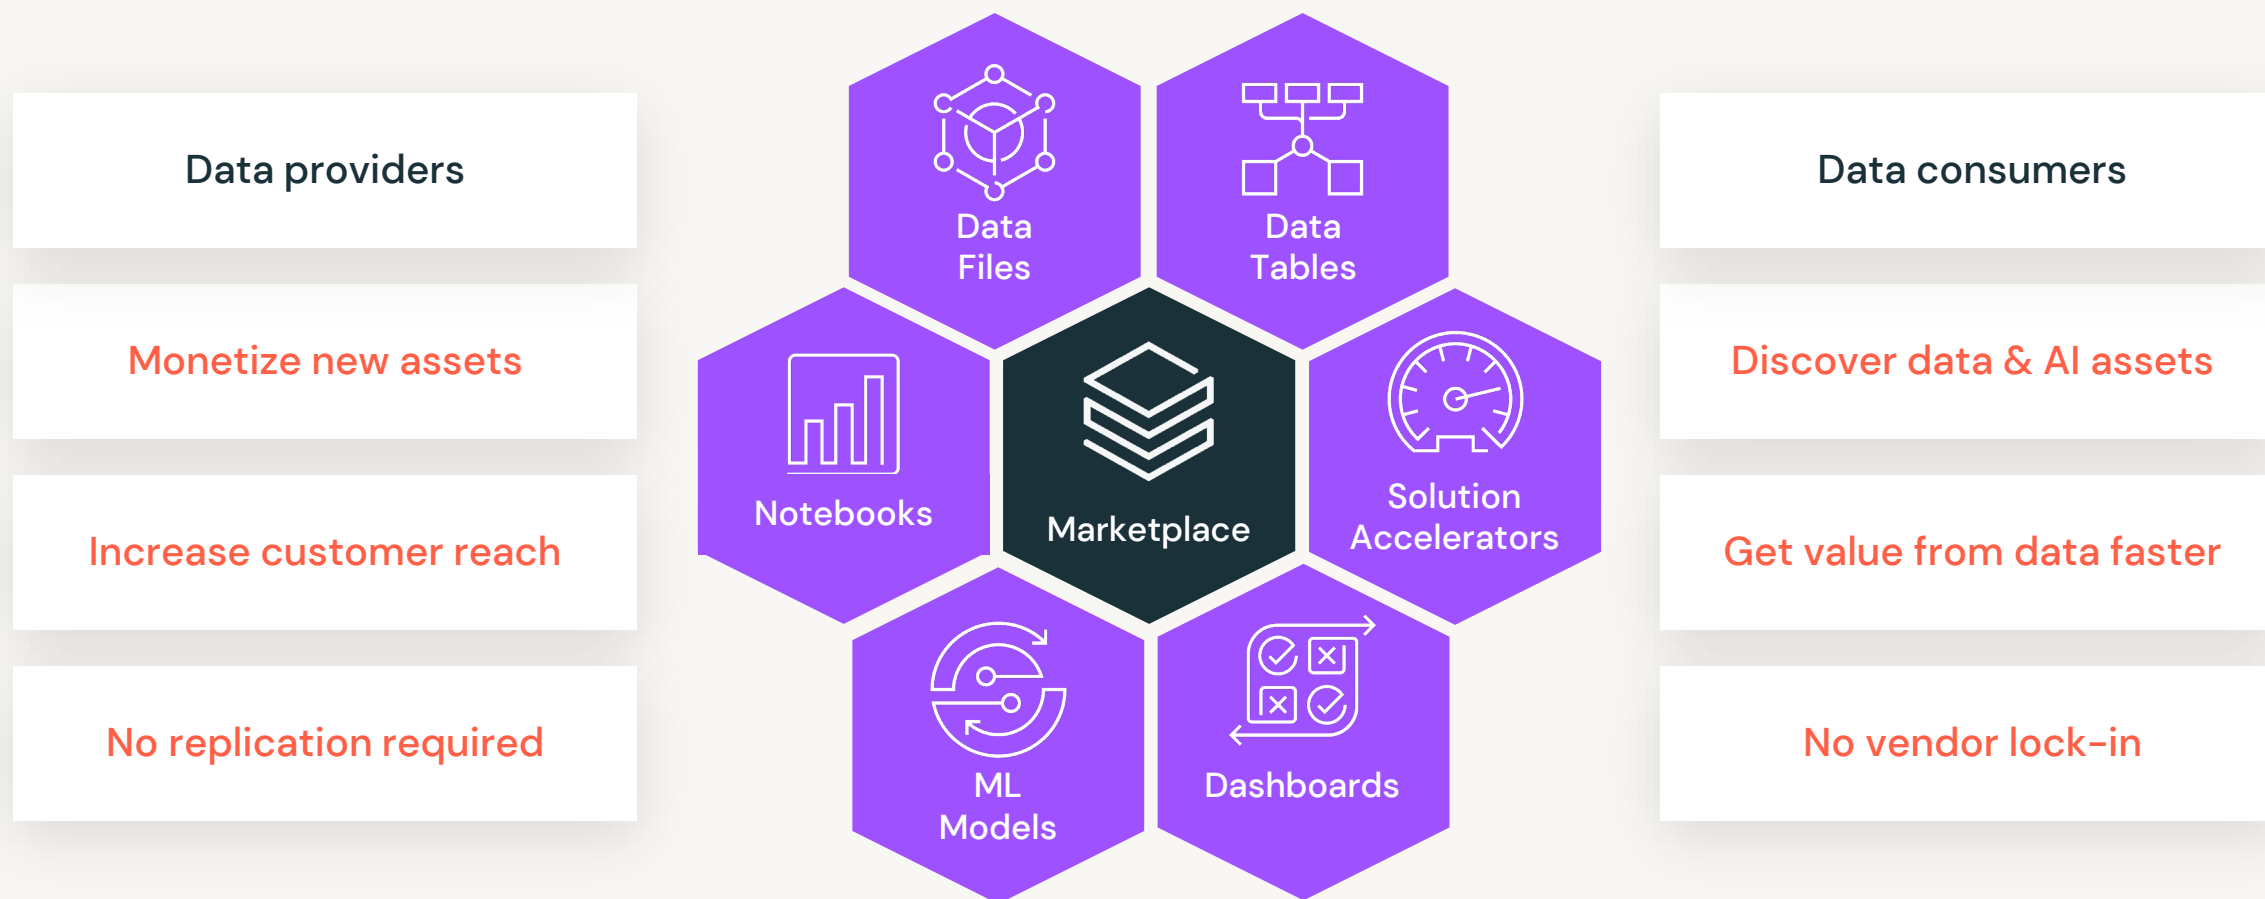 Data providers
Monetize new assets
Increase customer reach
No replication required
Data
Files
Data
Tables
Notebooks
Marketplace
Solution
Accelerators
ML
Models
Dashboards
Data consumers
Discover data & AI assets
Get value from data faster
No vendor lock-in